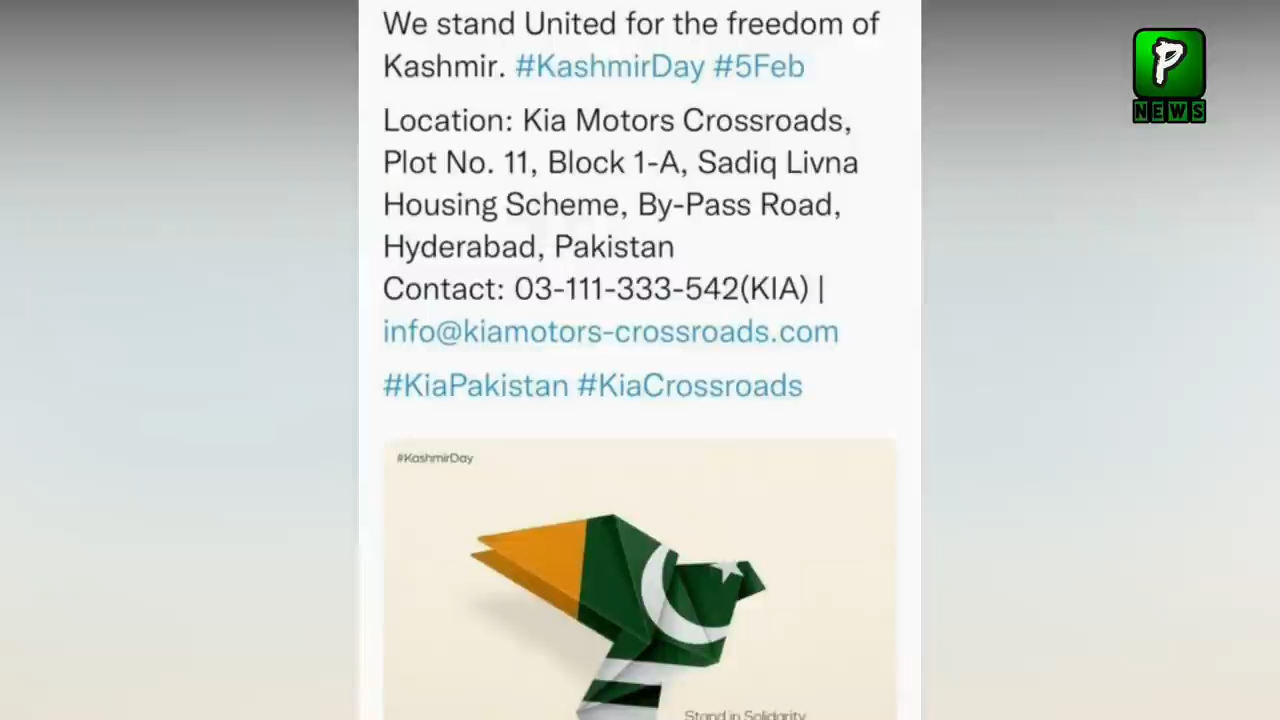 We stand United for the freedom of
Kashmir. #KashmirDay #5Feb
Location: Kia Motors Crossroads,
Plot No. 11, Block 1-A, Sadiq Livna
Housing Scheme, By-Pass Road,
Hyderabad, Pakistan
Contact: 03-111-333-542(KIA) |
info@kiamotors-crossroads.com
#KiaPakistan #KiaCrossroads
#KashmirDay
Stand in Solidarity
P
NEWS